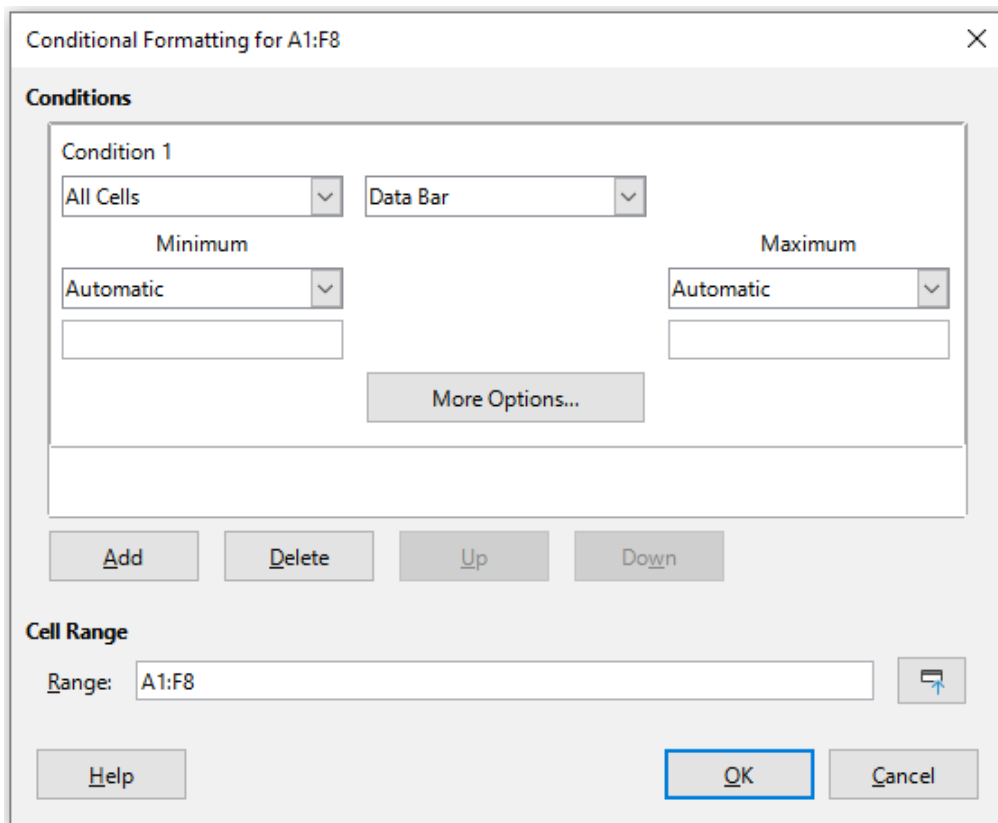 Conditional Formatting for A1:F8
Conditions
Condition 1
All Cells Data Bar
Minimum Maximum
Automatic Automatic
More Options...
Add Delete Up Down
Cell Range
Range: A1:F8
Help OK Cancel